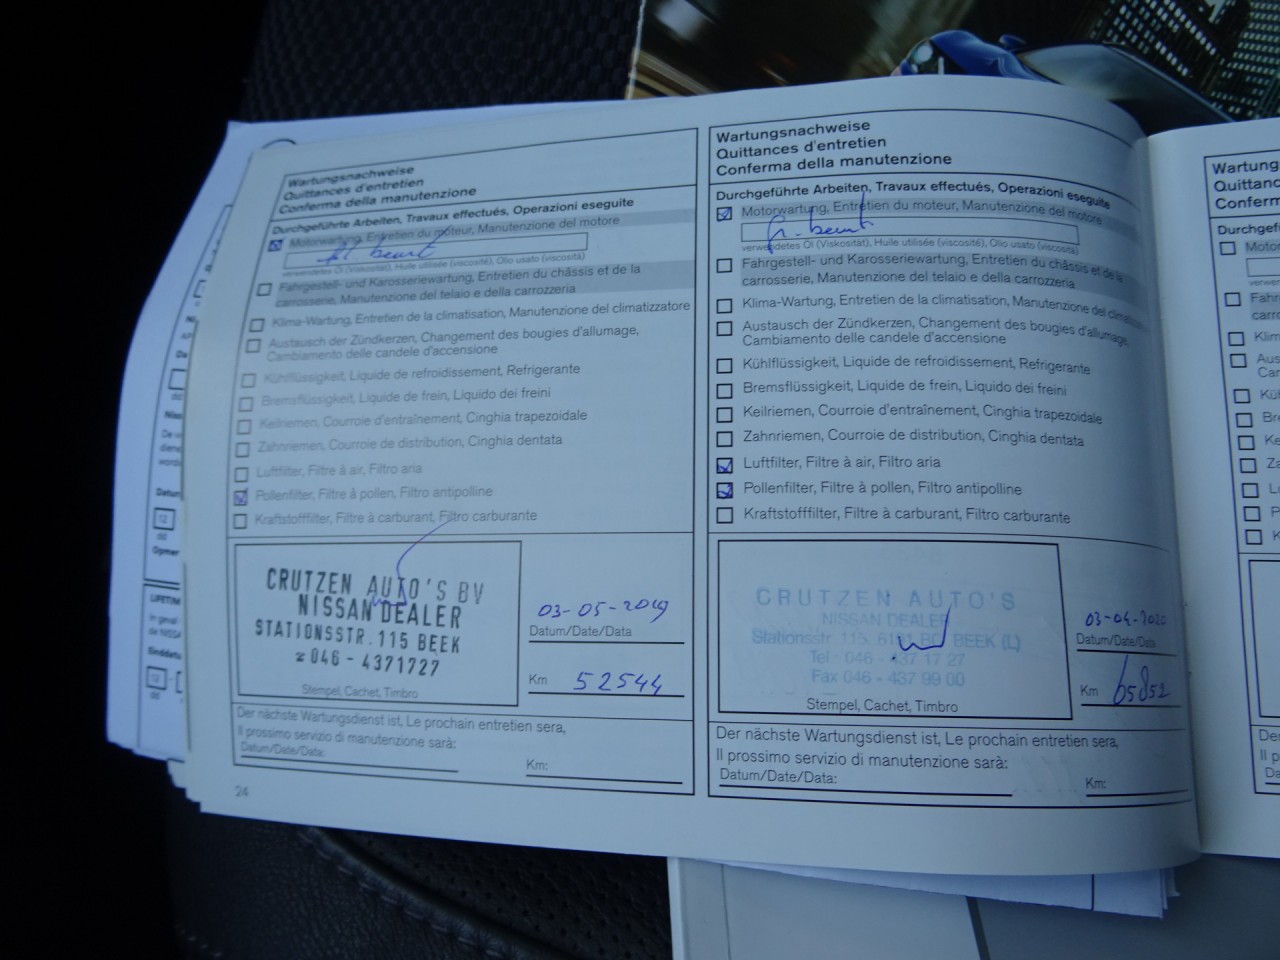 Wartungsnachweise
Quittances d'entretien
Conferma della manutenzione
Durchgeführte Arbeiten, Travaux effectués, Operazioni eseguite
Motorwartung, Entretien du moteur, Manutenzione del motore
beurt
verwendetes Öl (Viskosität), Huile utilisée (viscosité), Olio usato (viscosità)
Fahrgestell- und Karosseriewartung, Entretien du châssis et de la
carrosserie, Manutenzione del telaio e della carrozzeria
Klima-Wartung, Entretien de la climatisation, Manutenzione del climatizzatore
Austausch der Zündkerzen, Changement des bougies d'allumage,
Cambiamento delle candele d'accensione
Kühlflüssigkeit, Liquide de refroidissement, Refrigerante
Bremsflüssigkeit, Liquide de frein, Liquido dei freini
Keilriemen, Courroie d'entraînement, Cinghia trapezoidale
Zahnriemen, Courroie de distribution, Cinghia dentata
Luftfilter, Filtre à air, Filtro aria
Pollenfilter, Filtre à pollen, Filtro antipolline
Kraftstofffilter, Filtre à carburant, Filtro carburante
CRUTZEN AUTO'S BV
NISSAN DEALER
STATIONSSTR. 115 BEEK
☎ 046 - 4371727
Stempel, Cachet, Timbro
03-05-2019
Datum/Date/Data
Km 52544
Der nächste Wartungsdienst ist, Le prochain entretien sera,
Il prossimo servizio di manutenzione sarà:
Datum/Date/Data:
Km:
24
Wartungsnachweise
Quittances d'entretien
Conferma della manutenzione
Durchgeführte Arbeiten, Travaux effectués, Operazioni eseguite
Motorwartung, Entretien du moteur, Manutenzione del motore
beurt
verwendetes Öl (Viskosität), Huile utilisée (viscosité), Olio usato (viscosità)
Fahrgestell- und Karosseriewartung, Entretien du châssis et de la
carrosserie, Manutenzione del telaio e della carrozzeria
Klima-Wartung, Entretien de la climatisation, Manutenzione del
Austausch der Zündkerzen, Changement des bougies d'allumage,
Cambiamento delle candele d'accensione
Kühlflüssigkeit, Liquide de refroidissement, Refrigerante
Bremsflüssigkeit, Liquide de frein, Liquido dei freini
Keilriemen, Courroie d'entraînement, Cinghia trapezoidale
Zahnriemen, Courroie de distribution, Cinghia dentata
Luftfilter, Filtre à air, Filtro aria
Pollenfilter, Filtre à pollen, Filtro antipolline
Kraftstofffilter, Filtre à carburant, Filtro carburante
CRUTZEN AUTO'S
NISSAN DEALER
Stationsstr. 115, 6191 BC BEEK (L)
Tel - 046 - 437 17 27
Fax 046 - 437 99 00
Stempel, Cachet, Timbro
03-04-2020
Datum/Date/Data
Km 65852
Der nächste Wartungsdienst ist, Le prochain entretien sera,
Il prossimo servizio di manutenzione sarà:
Datum/Date/Data:
Km: